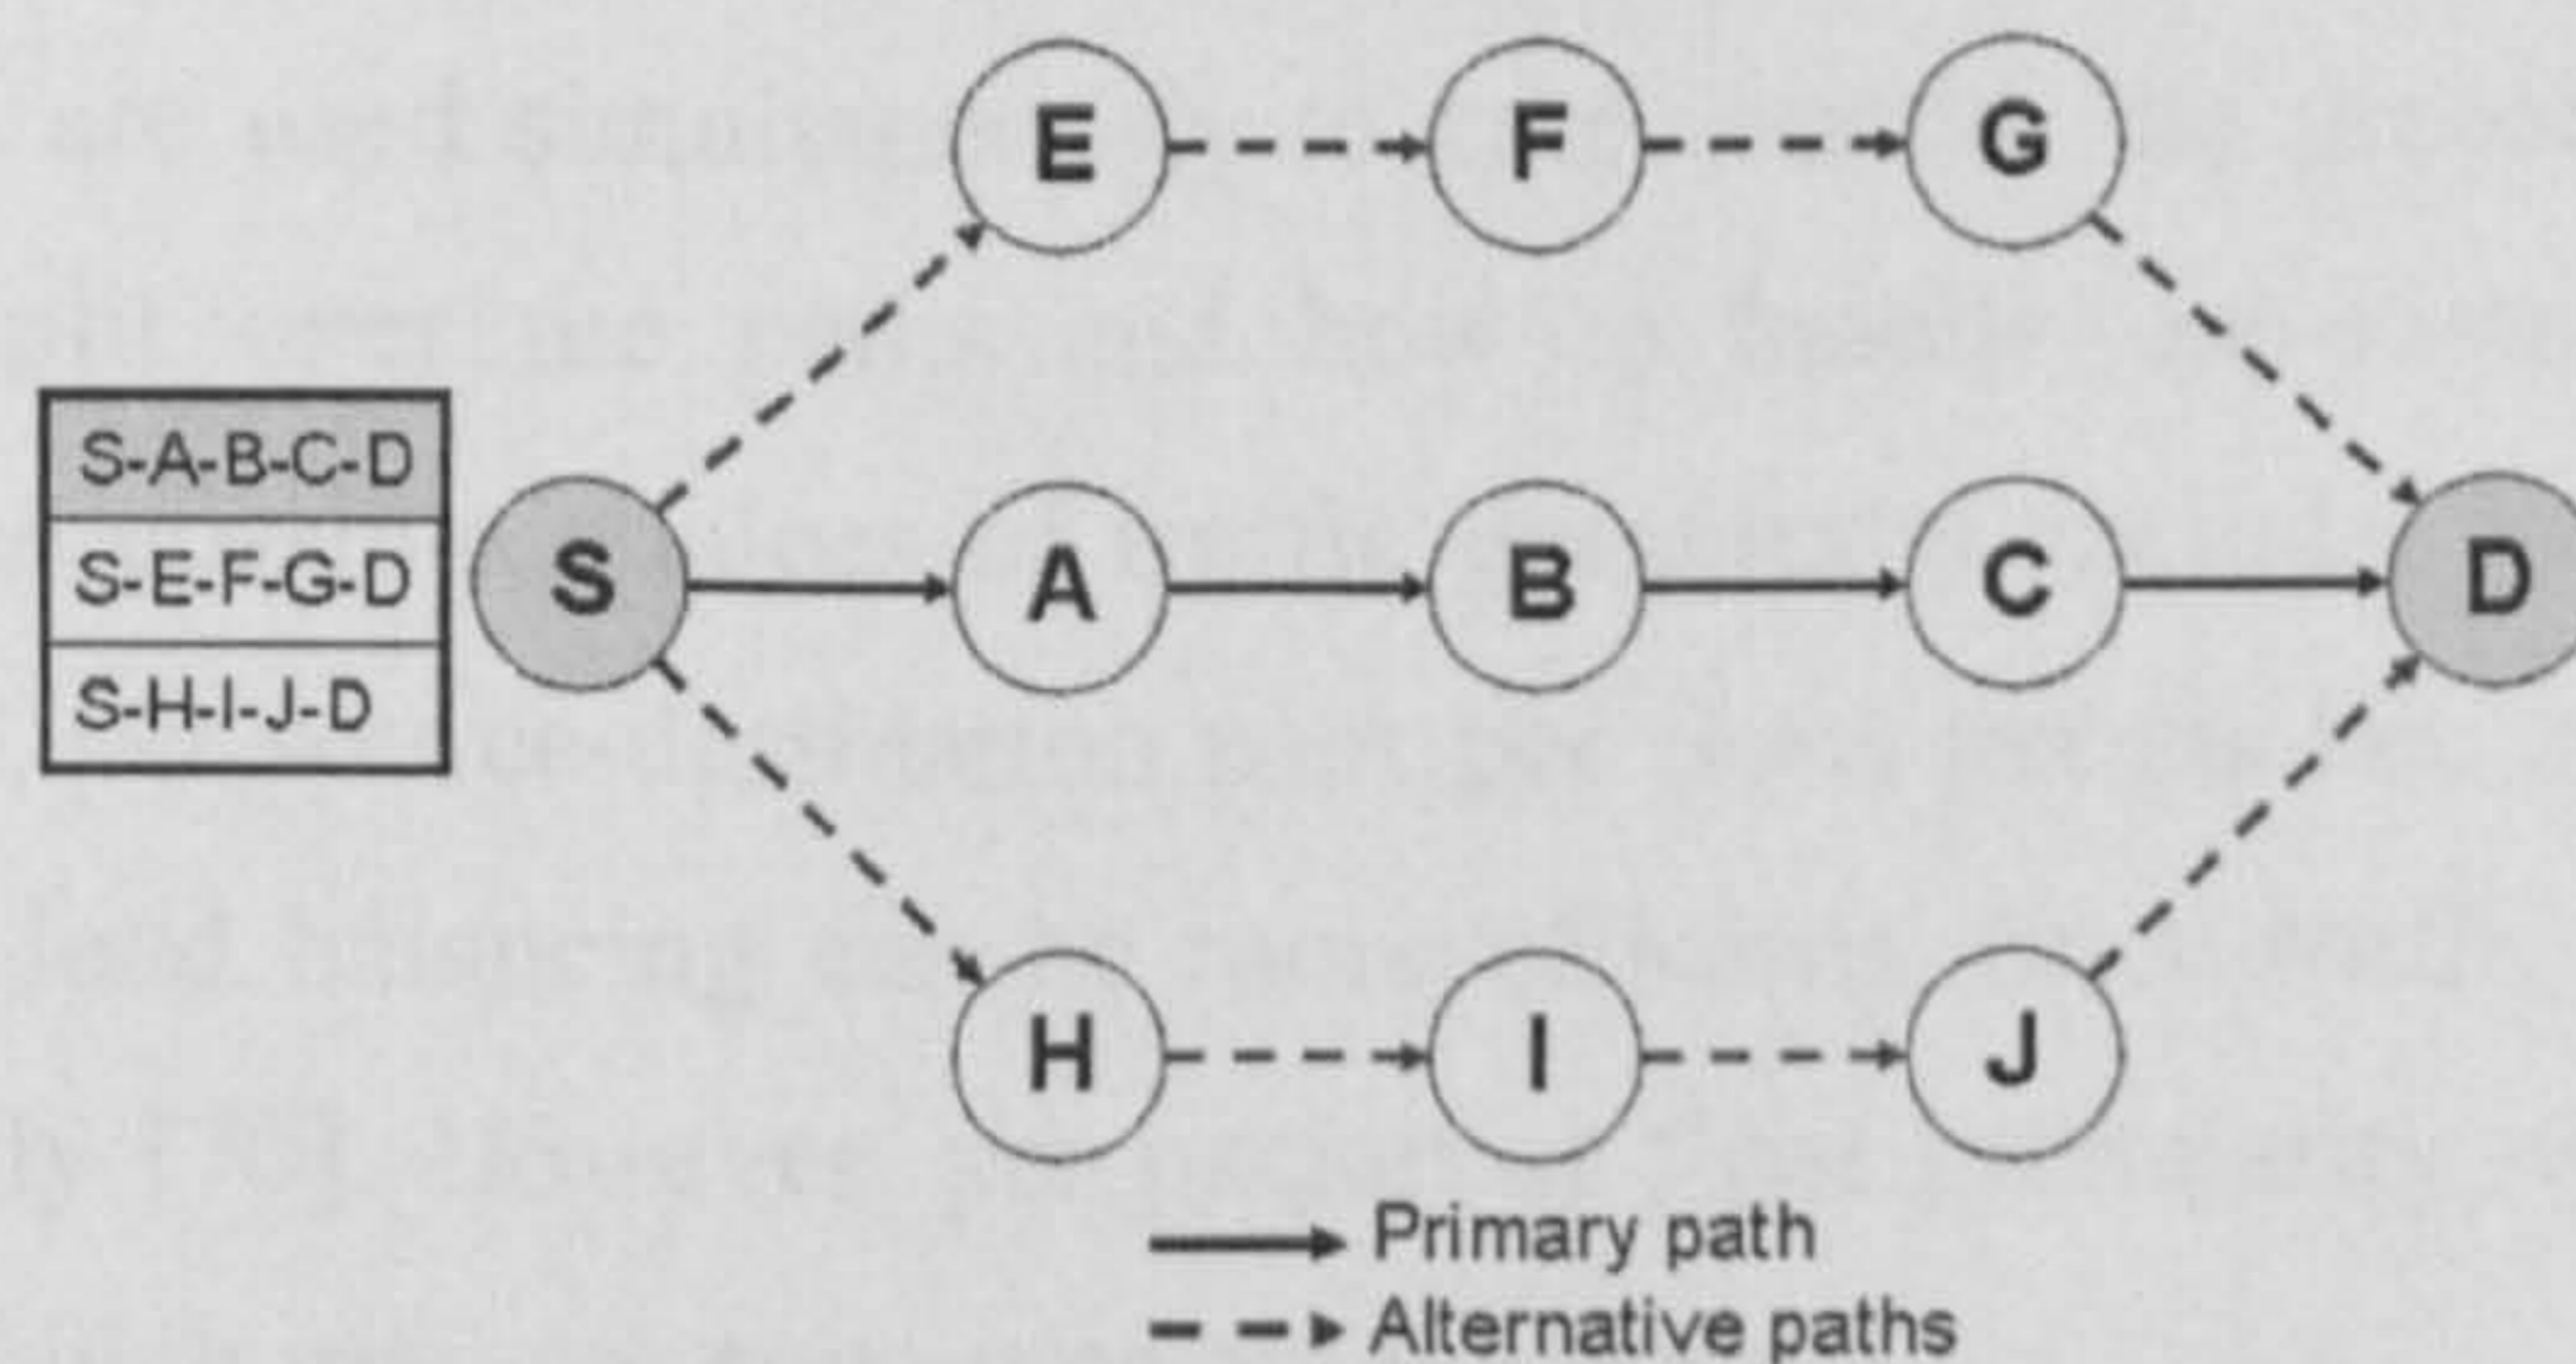 E F G
S-A-B-C-D
S-E-F-G-D
S-H-I-J-D
S A B C D
H I J
Primary path
Alternative paths